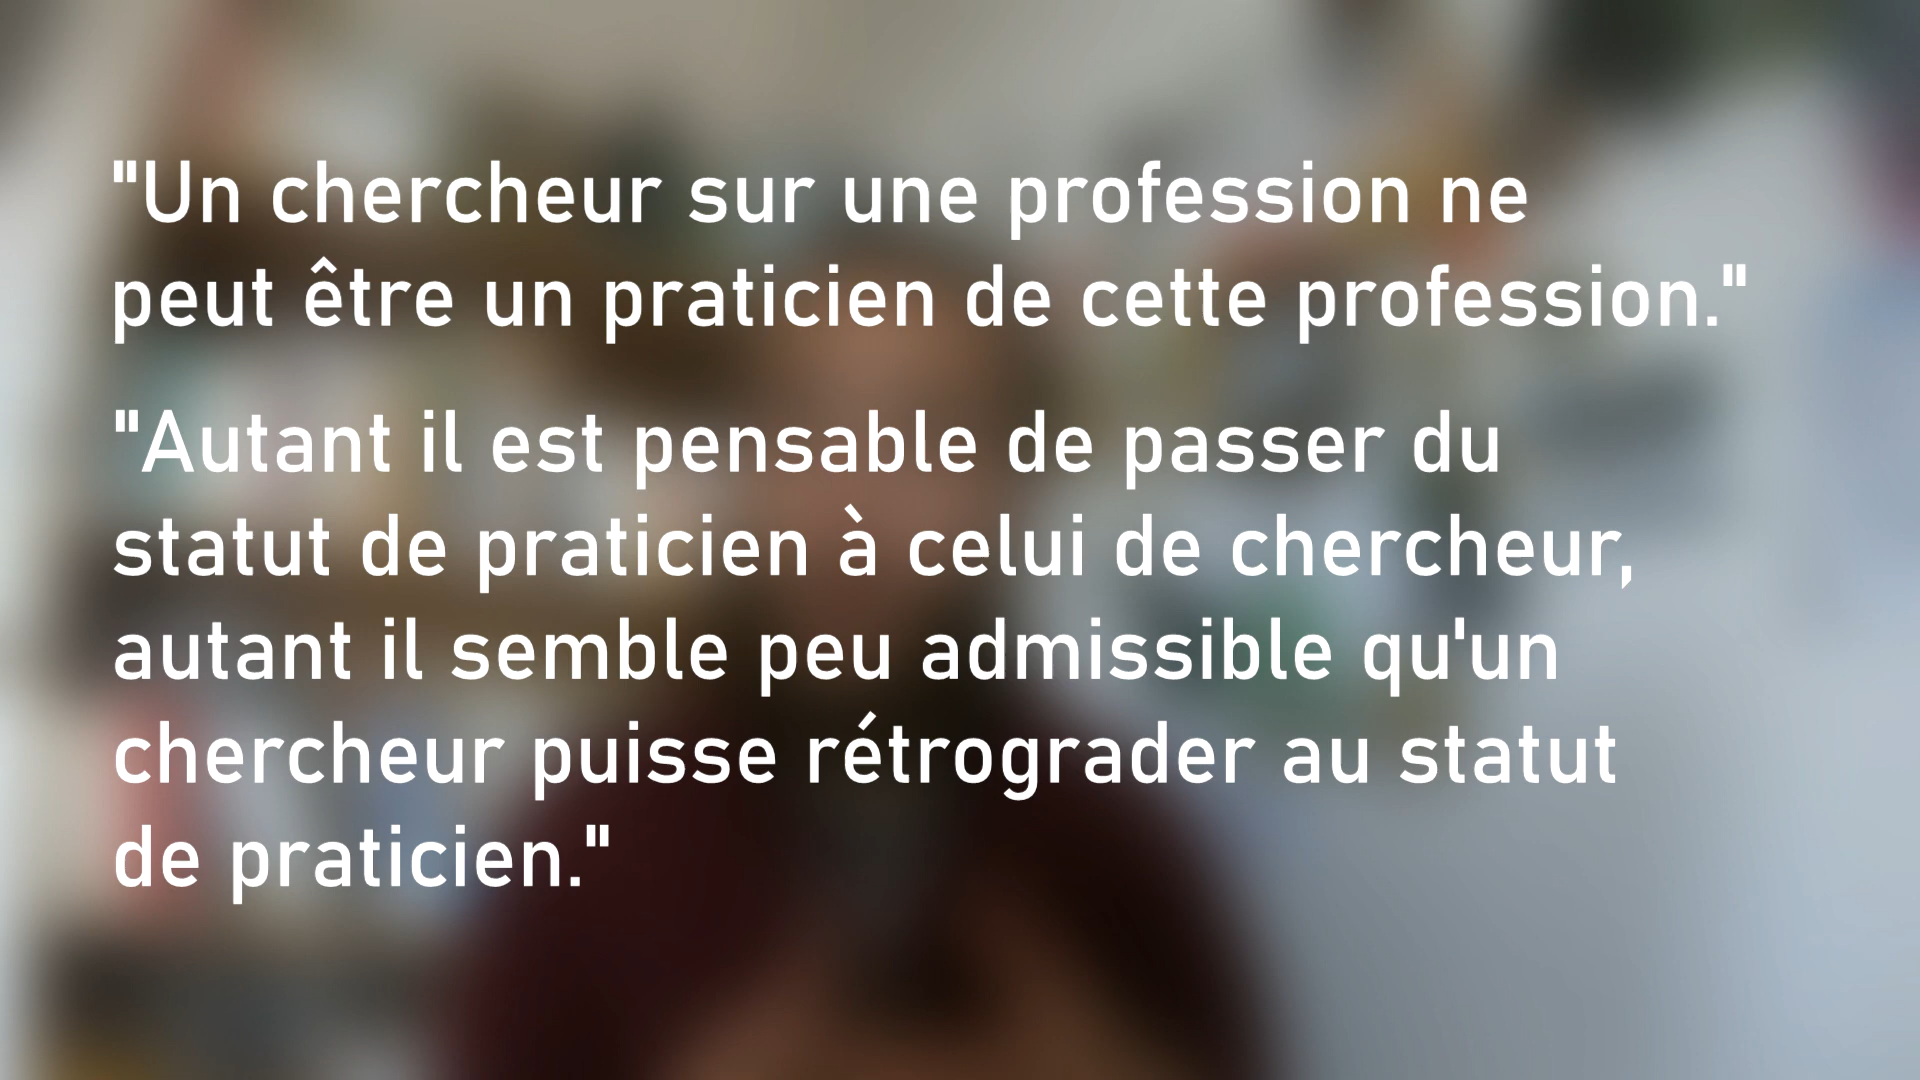 "Un chercheur sur une profession ne
peut être un praticien de cette profession."
"Autant il est pensable de passer du
statut de praticien à celui de chercheur,
autant il semble peu admissible qu'un
chercheur puisse rétrograder au statut
de praticien."